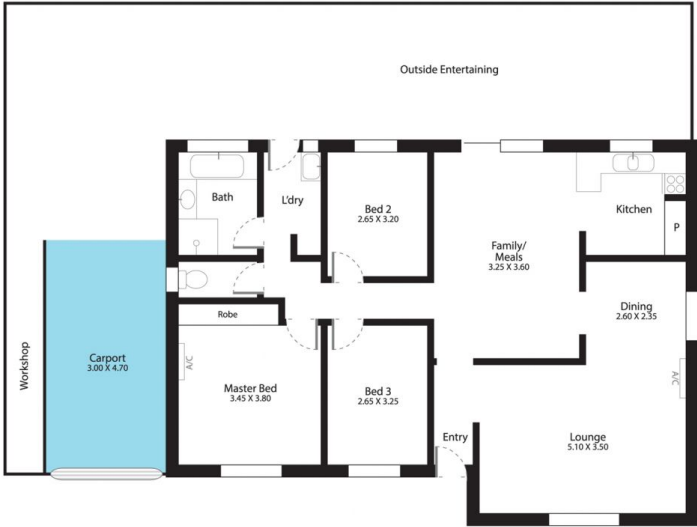 Outside Entertaining
Bath
L'dry
Bed 2
2.65 X 3.20
Kitchen
P
Family/
Meals
3.25 X 3.60
Dining
2.60 X 2.35
Robe
Workshop
Carport
3.00 X 4.70
A/C
Master Bed
3.45 X 3.80
Bed 3
2.65 X 3.25
A/C
Entry
Lounge
5.10 X 3.50